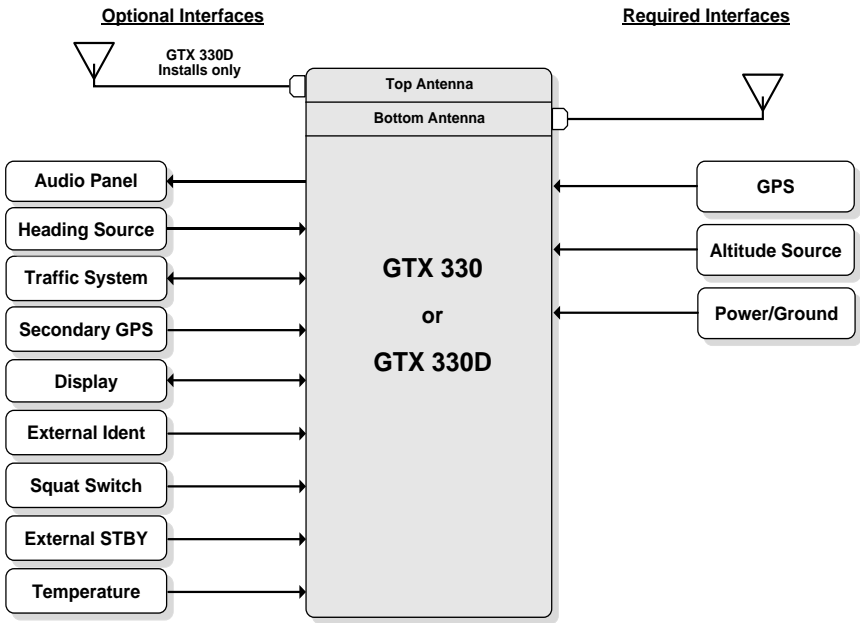 Optional Interfaces
Required Interfaces
GTX 330D
Installs only
Top Antenna
Bottom Antenna
Audio Panel
Heading Source
Traffic System
Secondary GPS
Display
External Ident
Squat Switch
External STBY
Temperature
GTX 330
or
GTX 330D
GPS
Altitude Source
Power/Ground